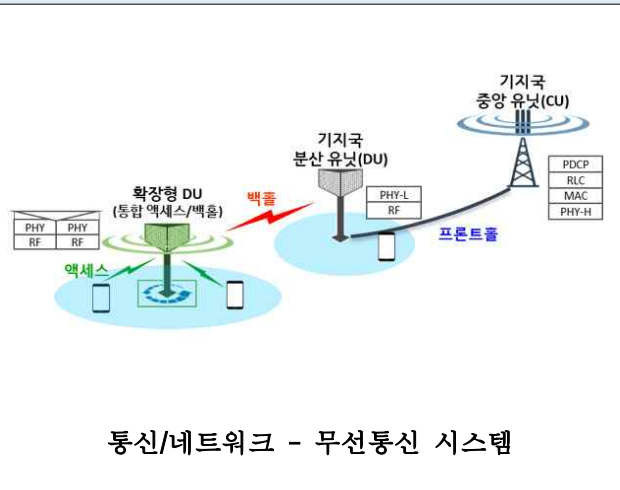 기지국
중앙 유닛(CU)
PDCP
RLC
MAC
PHY-H
기지국
분산 유닛(DU)
PHY-L
RF
프론트홀
백홀
확장형 DU
(통합 액세스/백홀)
PHY PHY
RF RF
액세스
통신/네트워크 - 무선통신 시스템